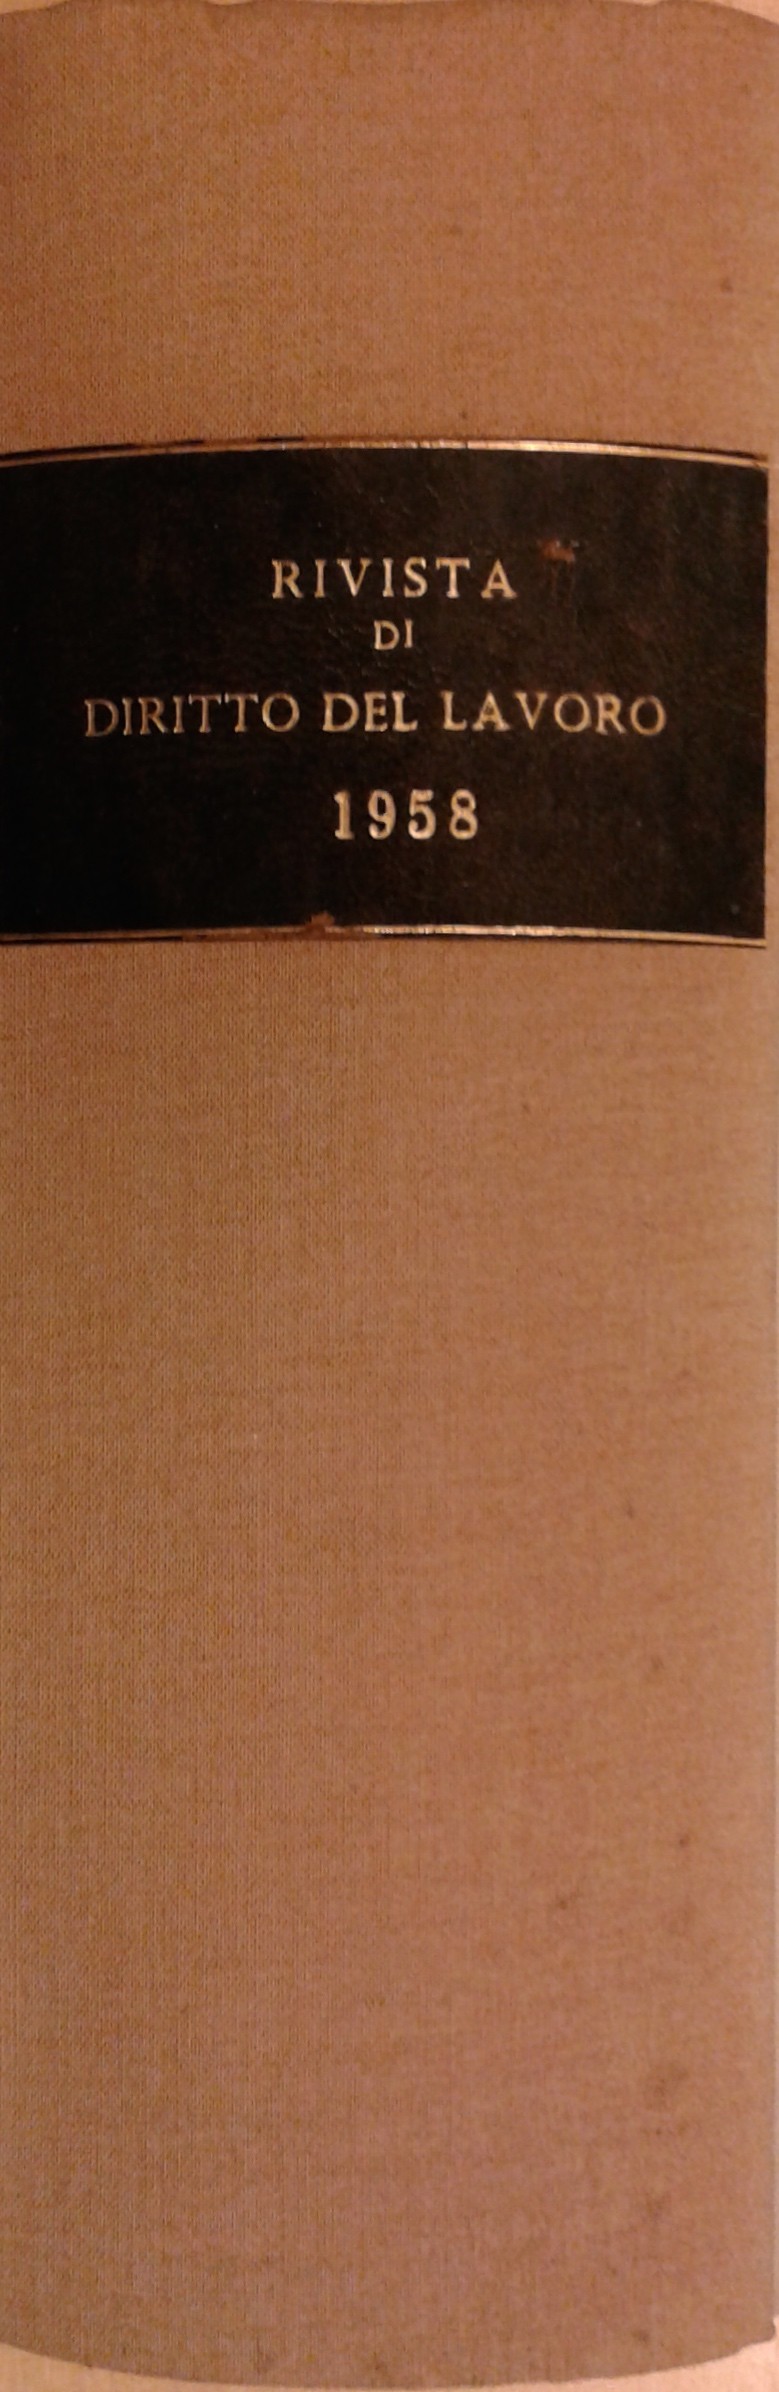 RIVISTA
DI
DIRITTO DEL LAVORO
1958